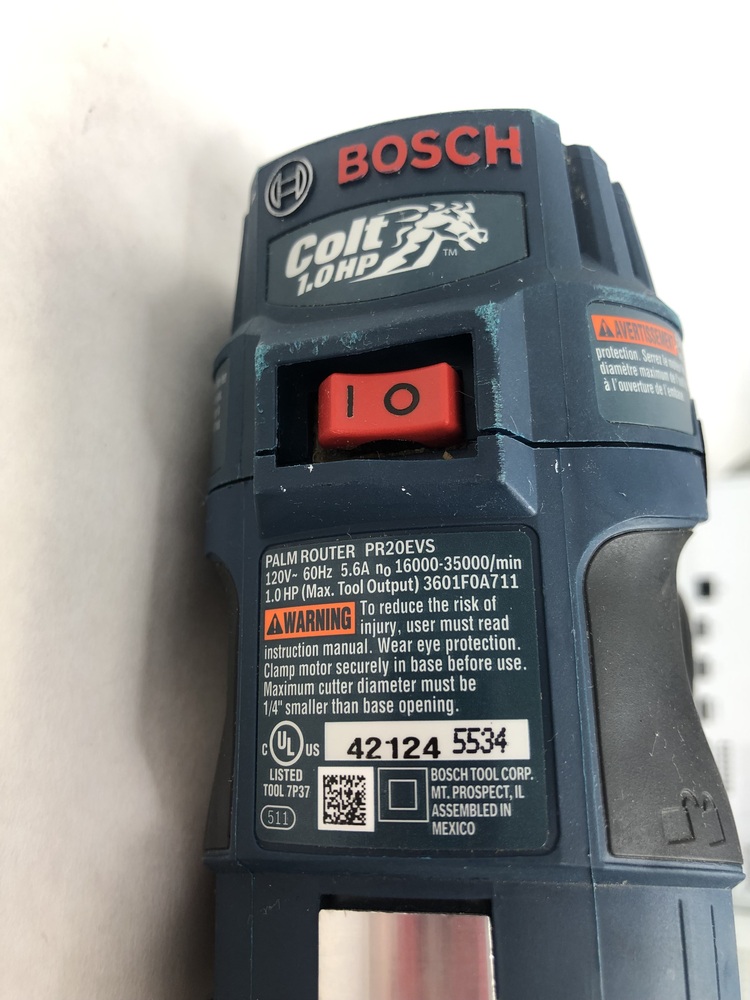 BOSCH
Colt
1.0 HP
TM
I O
AVERTISSEMENT
protection. Serrez le
diamètre maximum
à l'ouverture de
PALM ROUTER PR20EVS
120V~ 60Hz 5.6A n₀ 16000-35000/min
1.0 HP (Max. Tool Output) 3601F0A711
WARNING To reduce the risk of
injury, user must read
instruction manual. Wear eye protection.
Clamp motor securely in base before use.
Maximum cutter diameter must be
1/4" smaller than base opening.
C UL US
LISTED
TOOL 7P37
511
42124 5534
BOSCH TOOL CORP.
MT. PROSPECT, IL
ASSEMBLED IN
MEXICO